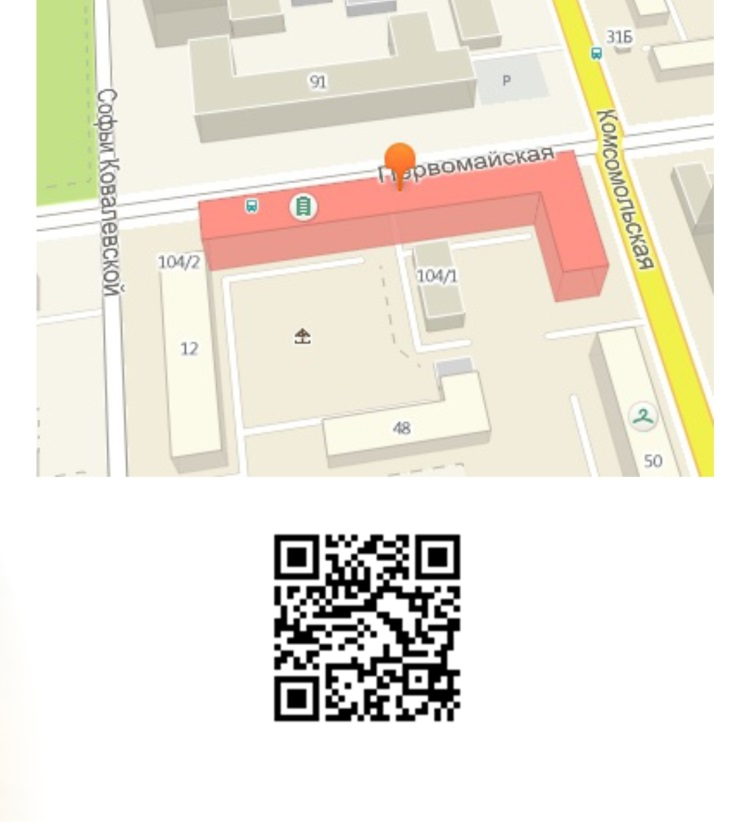 31Б
91
P
Софьи Ковалевской
Первомайская
Комсомольская
104/2
104/1
12
48
50